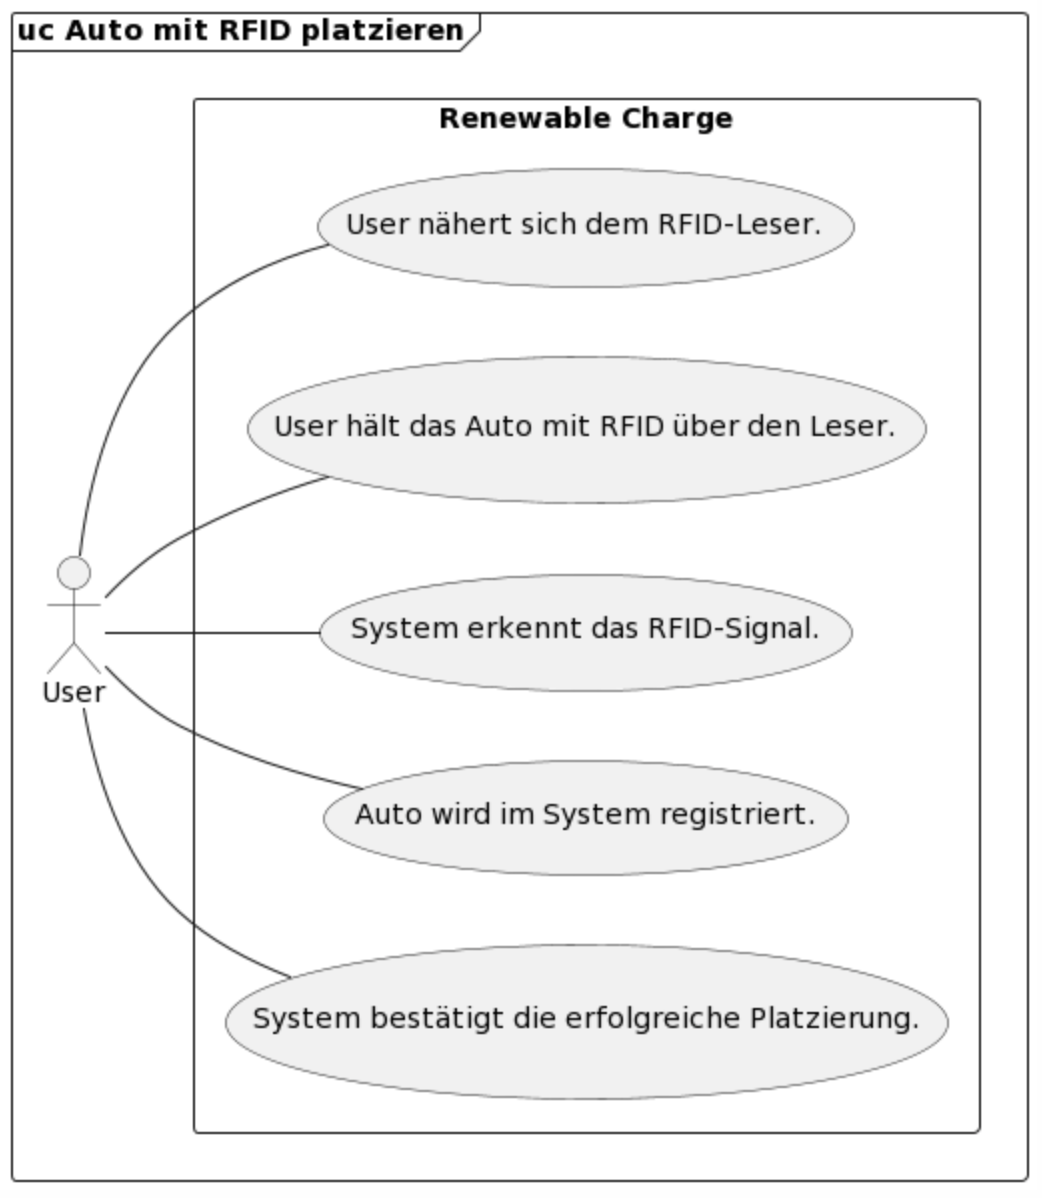 uc Auto mit RFID platzieren
Renewable Charge
User nähert sich dem RFID-Leser.
User hält das Auto mit RFID über den Leser.
System erkennt das RFID-Signal.
User
Auto wird im System registriert.
System bestätigt die erfolgreiche Platzierung.